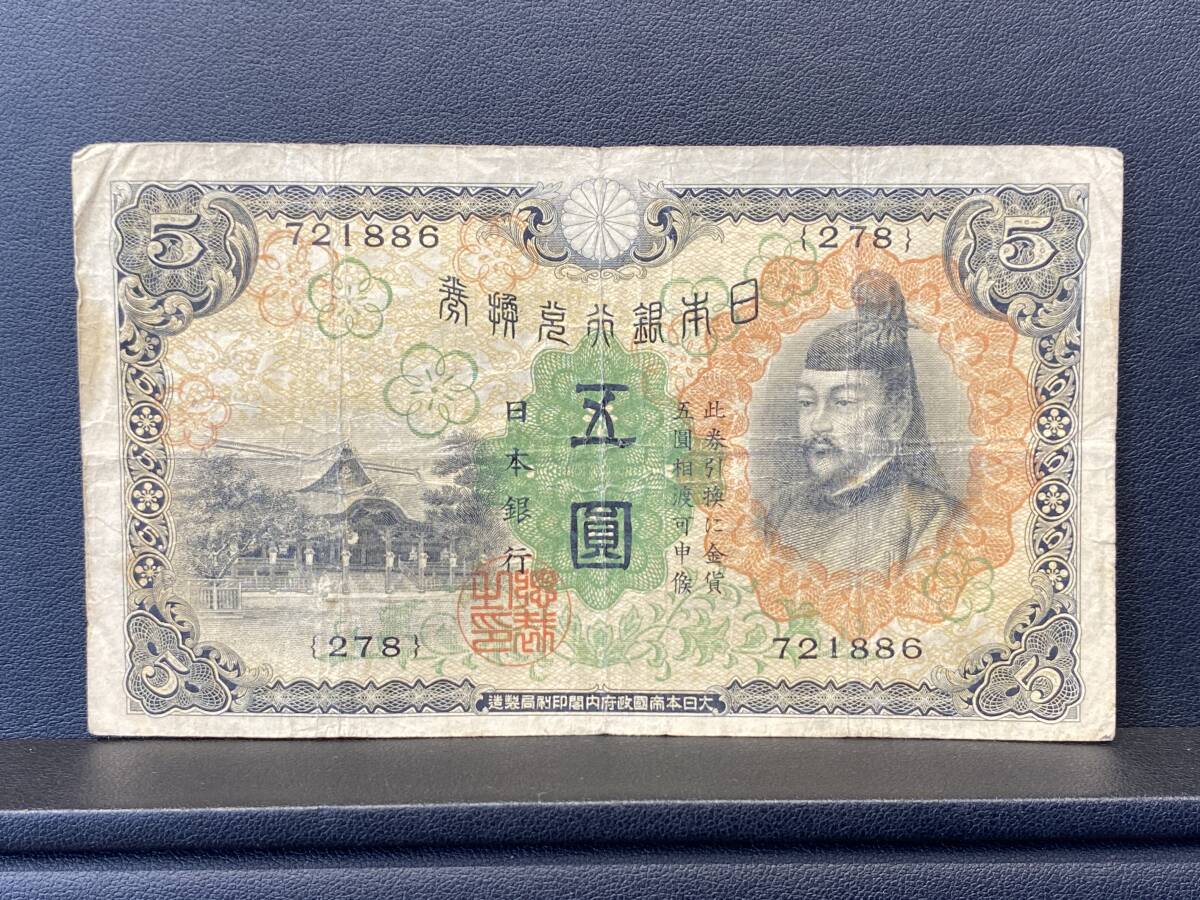 5
721886
{278}
5
日本銀行兌換券
五圓
此券引換に金貨
五圓相渡可申候
日本銀行
{278}
721886
5
5
大日本帝國政府内閣印刷局製造